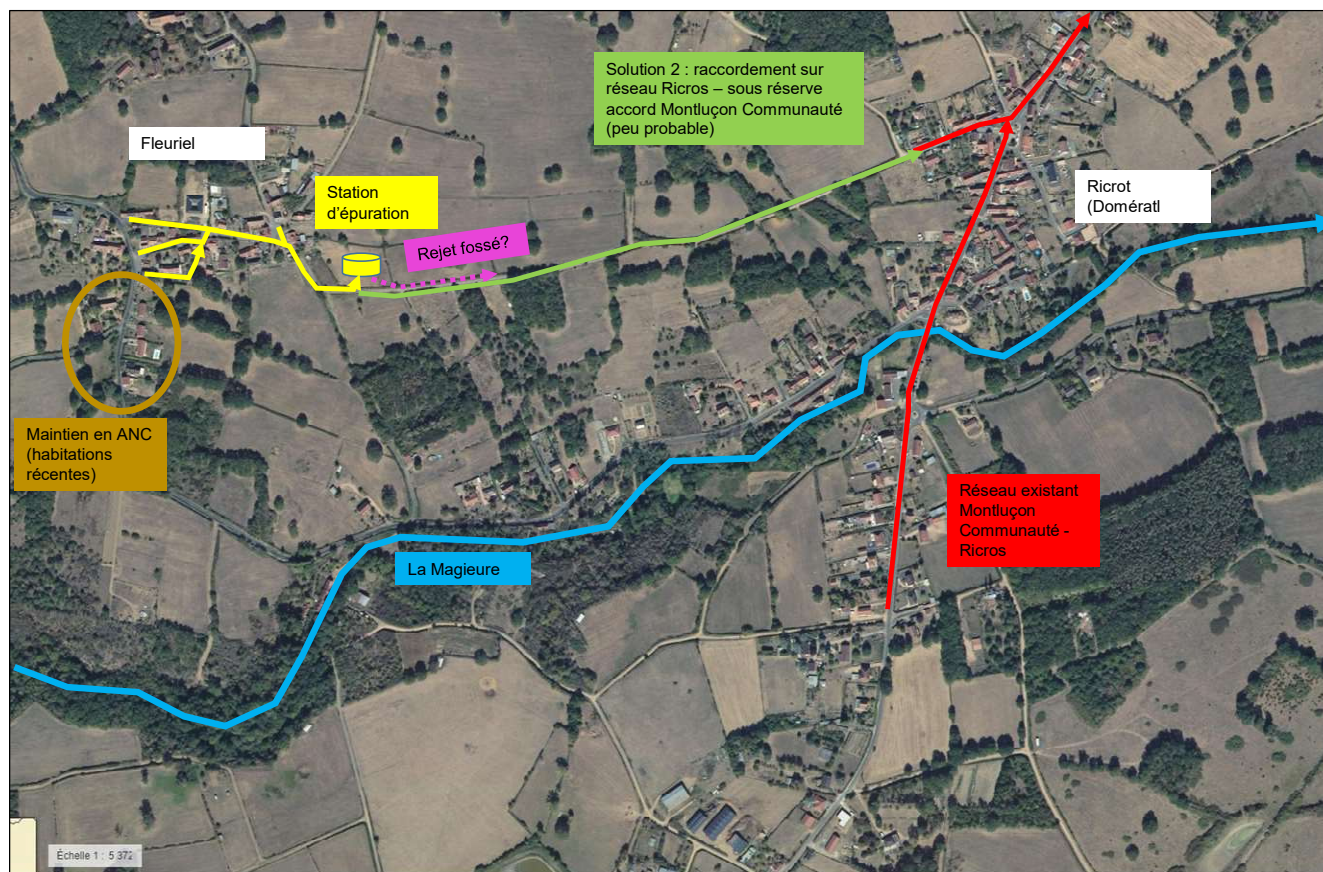 Solution 2 : raccordement sur
réseau Ricros – sous réserve
accord Montluçon Communauté
(peu probable)
Fleuriel
Station
d'épuration
Ricrot
(Domératl
Rejet fossé?
Maintien en ANC
(habitations
récentes)
Réseau existant
Montluçon
Communauté -
Ricros
La Magieure
Échelle 1 : 5 372